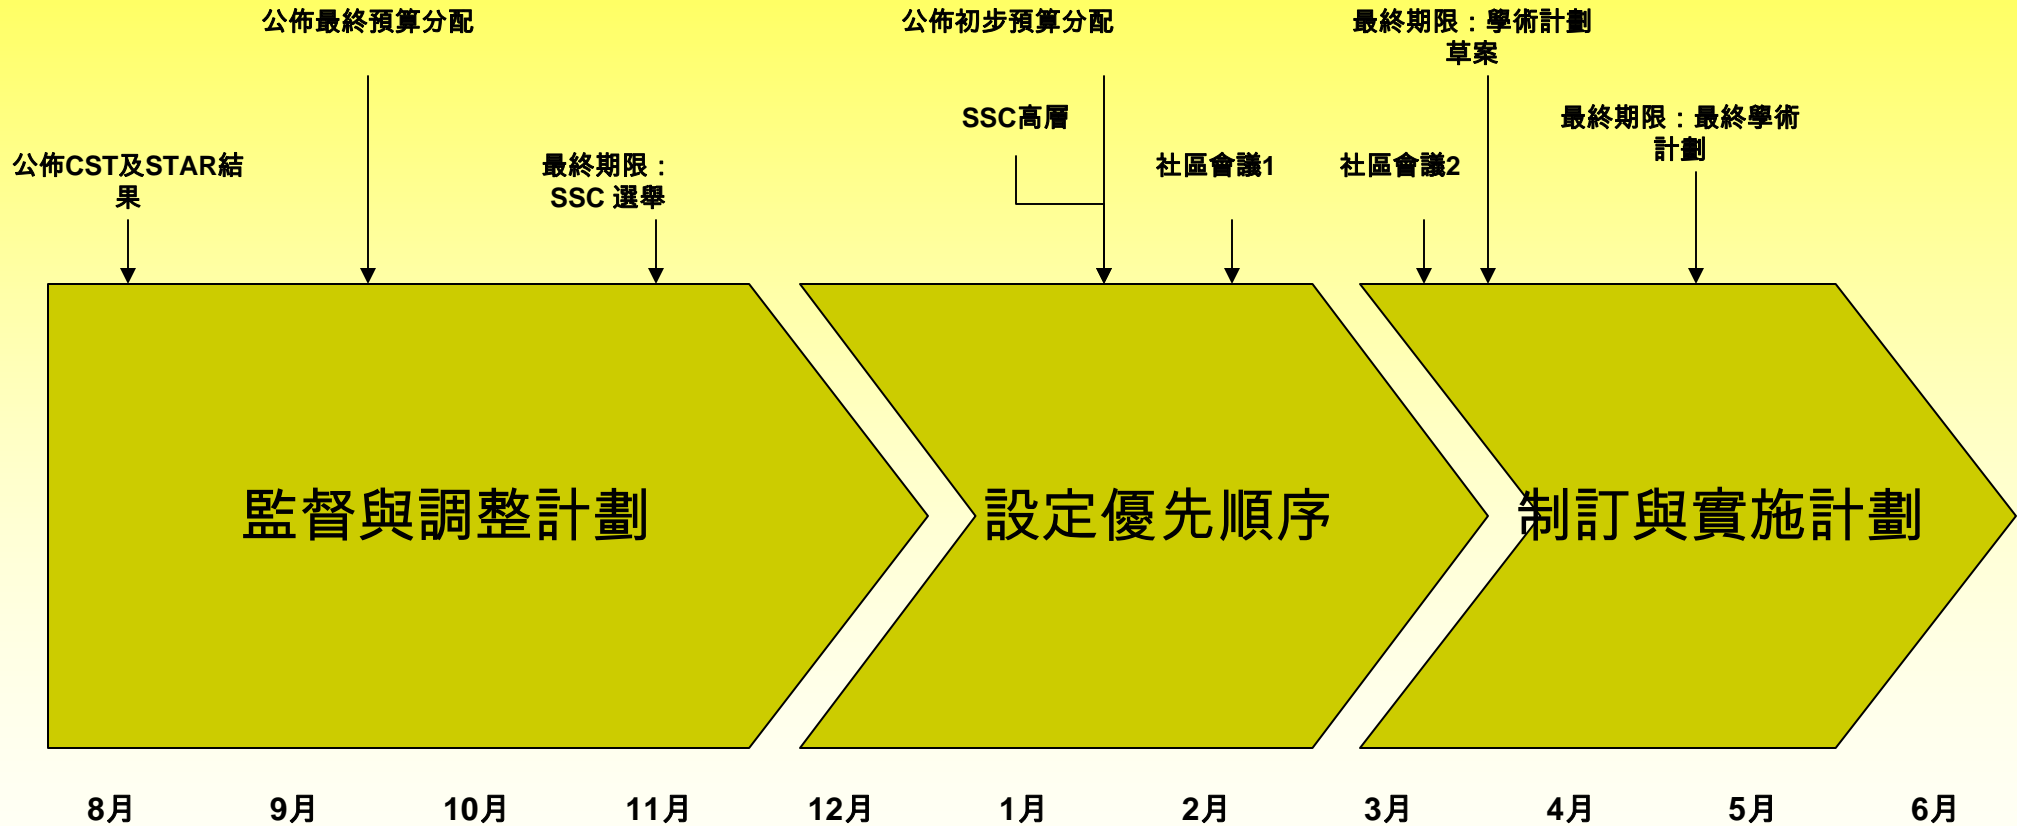 公佈最終預算分配
公佈初步預算分配
最終期限：學術計劃
草案
SSC高層
最終期限：最終學術
計劃
公佈CST及STAR結
果
最終期限：
SSC 選舉
社區會議1
社區會議2
監督與調整計劃
設定優先順序
制訂與實施計劃
8月
9月
10月
11月
12月
1月
2月
3月
4月
5月
6月